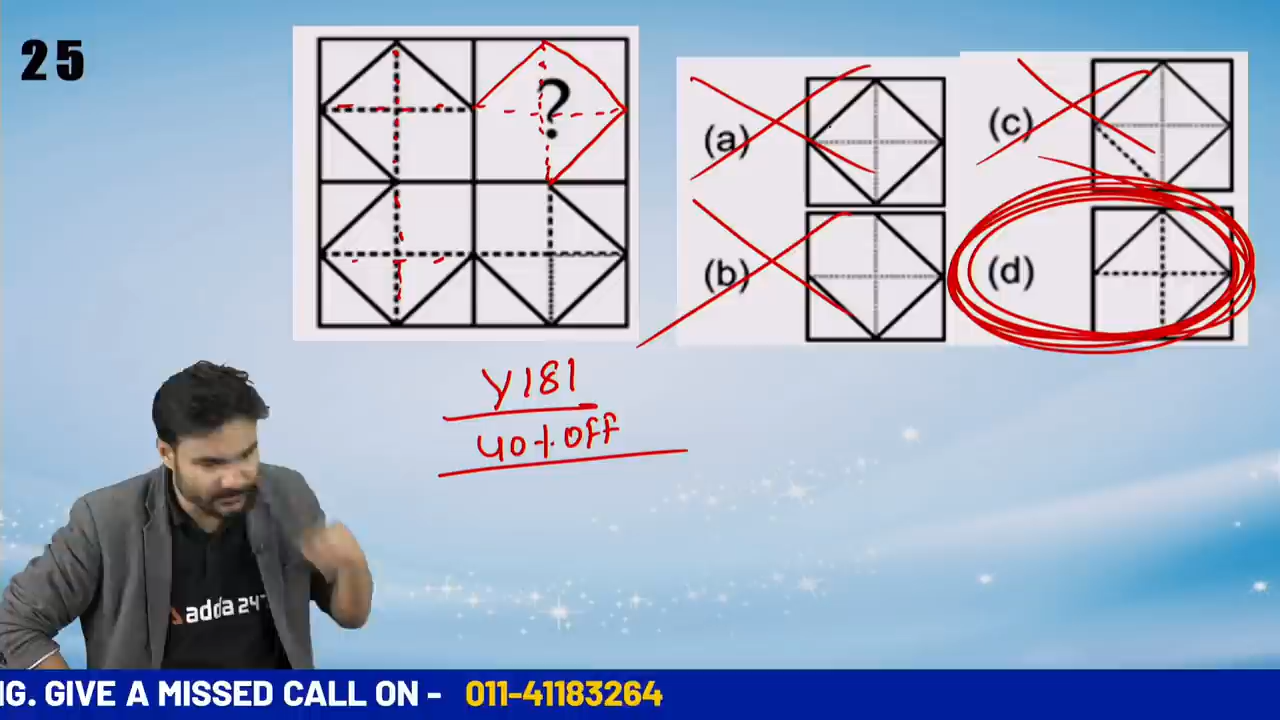 25
?
(a)
(b)
(c)
(d)
Y181
40% OFF
adda 247
NG. GIVE A MISSED CALL ON - 011-41183264